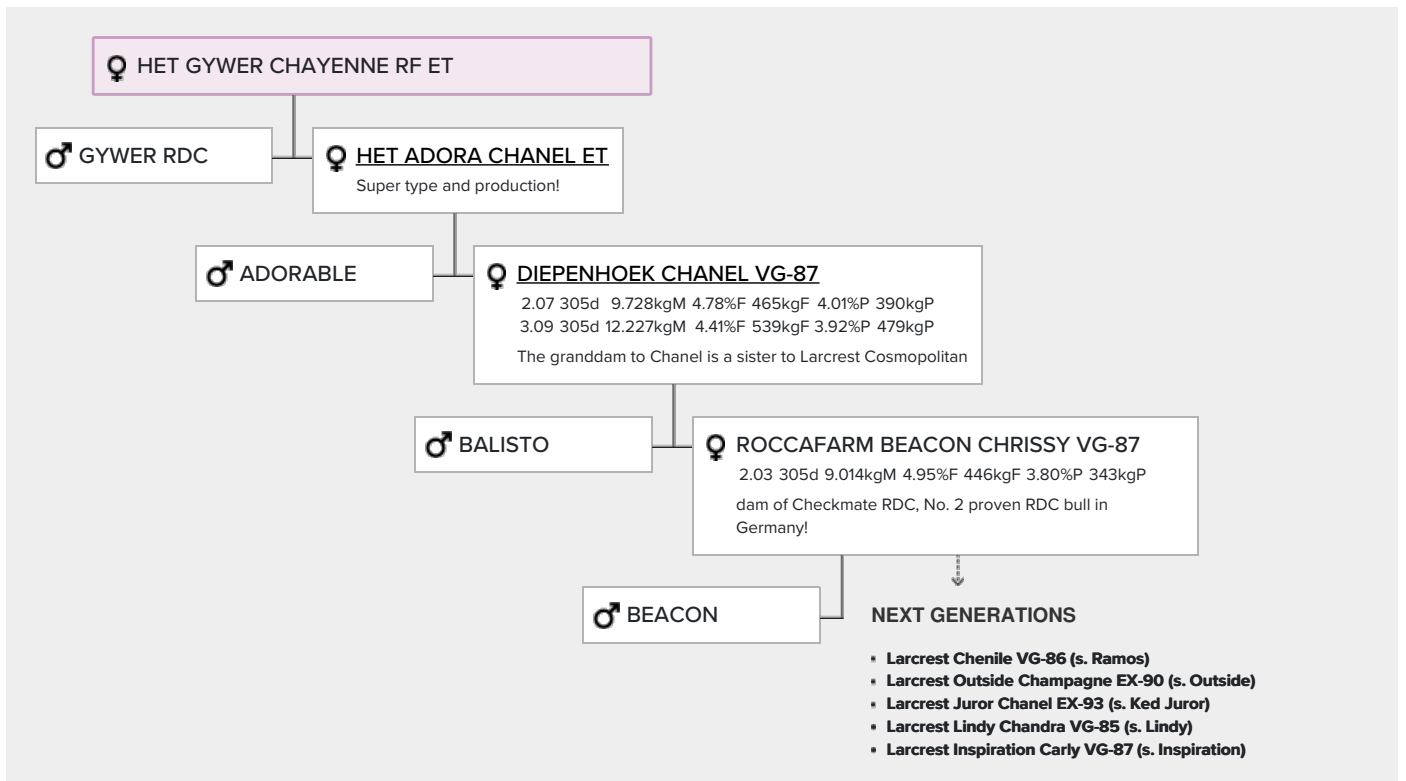 HET GYWER CHAYENNE RF ET
GYWER RDC
HET ADORA CHANEL ET
Super type and production!
ADORABLE
DIEPENHOEK CHANEL VG-87
2.07 305d 9.728kgM 4.78%F 465kgF 4.01%P 390kgP
3.09 305d 12.227kgM 4.41%F 539kgF 3.92%P 479kgP
The granddam to Chanel is a sister to Larcrest Cosmopolitan
BALISTO
ROCCAFARM BEACON CHRISSY VG-87
2.03 305d 9.014kgM 4.95%F 446kgF 3.80%P 343kgP
dam of Checkmate RDC, No. 2 proven RDC bull in
Germany!
BEACON
NEXT GENERATIONS
Larcrest Chenile VG-86 (s. Ramos)
Larcrest Outside Champagne EX-90 (s. Outside)
Larcrest Juror Chanel EX-93 (s. Ked Juror)
Larcrest Lindy Chandra VG-85 (s. Lindy)
Larcrest Inspiration Carly VG-87 (s. Inspiration)